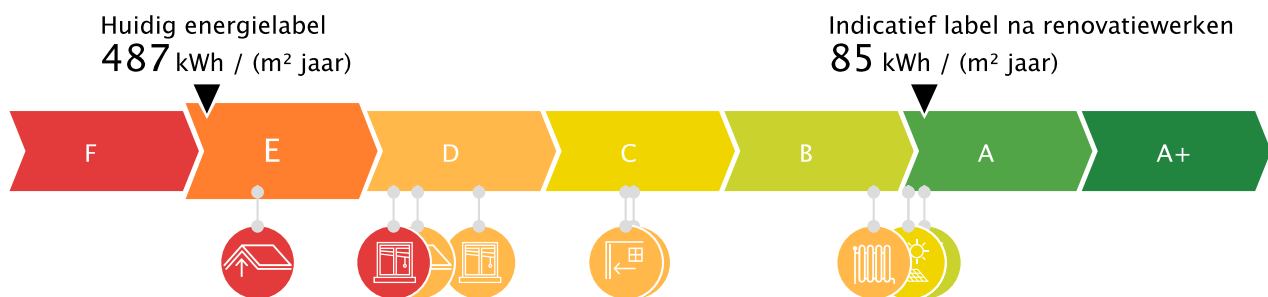 Huidig energielabel
487 kWh / (m² jaar)
Indicatief label na renovatiewerken
85 kWh / (m² jaar)
F
E
D
C
B
A
A+